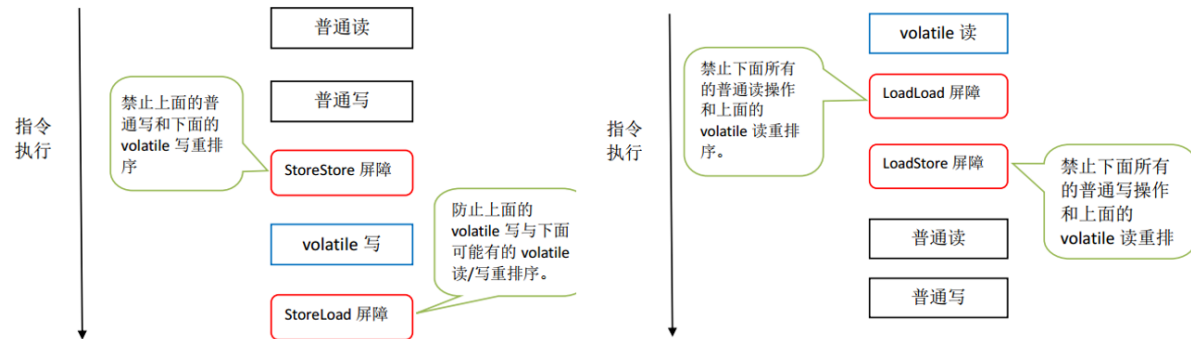 指令
执行
普通读
普通写
禁止上面的普
通写和下面的
volatile 写重排
序
StoreStore 屏障
volatile 写
防止上面的
volatile 写与下面
可能有的 volatile
读/写重排序。
StoreLoad 屏障
指令
执行
volatile 读
禁止下面所有
的普通读操作
和上面的
volatile 读重排
序。
LoadLoad 屏障
LoadStore 屏障
禁止下面所有
的普通写操作
和上面的
volatile 读重排
普通读
普通写